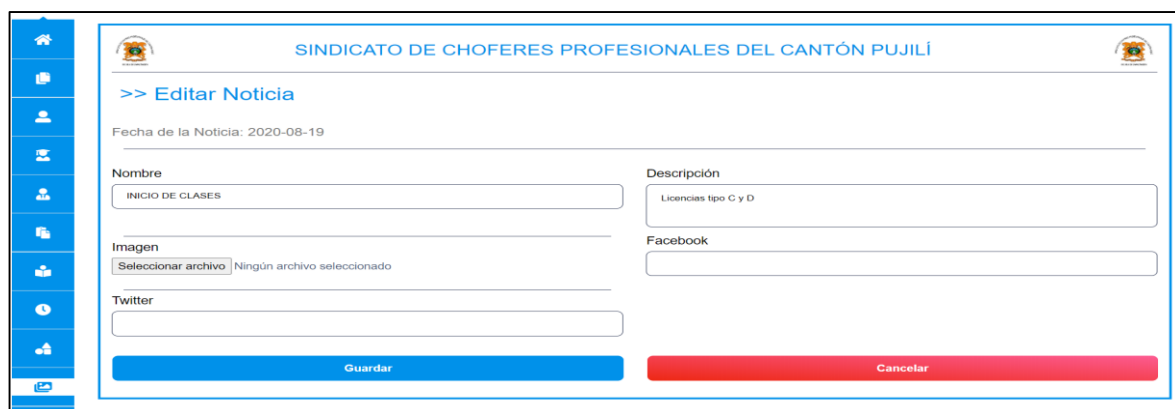 SINDICATO DE CHOFERES PROFESIONALES DEL CANTÓN PUJILÍ
>> Editar Noticia
Fecha de la Noticia: 2020-08-19
Nombre
INICIO DE CLASES
Descripción
Licencias tipo C y D
Imagen
Seleccionar archivo Ningún archivo seleccionado
Facebook
Twitter
Guardar
Cancelar